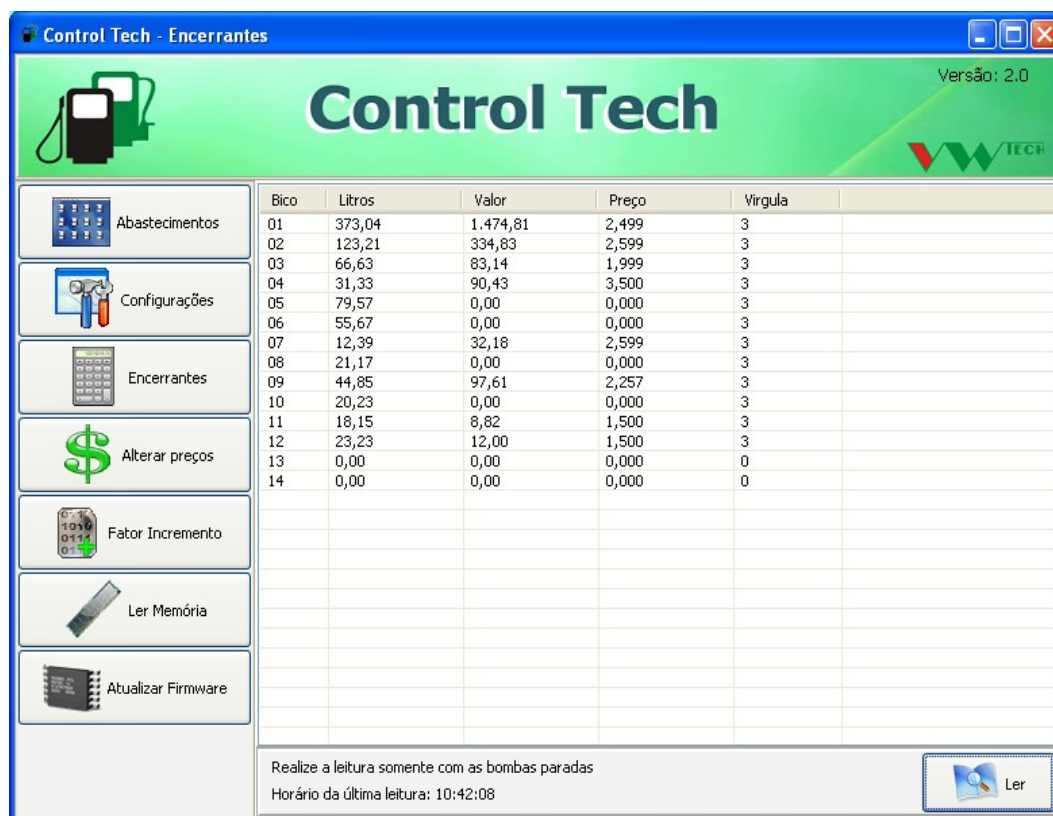 Control Tech - Encerrantes
Control Tech
Versão: 2.0
VW TECH
Abastecimentos
Configurações
Encerrantes
Alterar preços
Fator Incremento
Ler Memória
Atualizar Firmware
Bico Litros Valor Preço Virgula
01 373,04 1.474,81 2,499 3
02 123,21 334,83 2,599 3
03 66,63 83,14 1,999 3
04 31,33 90,43 3,500 3
05 79,57 0,00 0,000 3
06 55,67 0,00 0,000 3
07 12,39 32,18 2,599 3
08 21,17 0,00 0,000 3
09 44,85 97,61 2,257 3
10 20,23 0,00 0,000 3
11 18,15 8,82 1,500 3
12 23,23 12,00 1,500 3
13 0,00 0,00 0,000 0
14 0,00 0,00 0,000 0
Realize a leitura somente com as bombas paradas
Horário da última leitura: 10:42:08
Ler